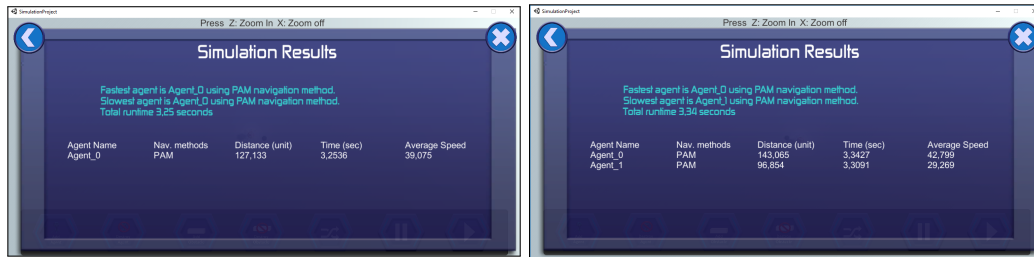 SimulationProject
Press Z: Zoom In X: Zoom off
Simulation Results
Fastest agent is Agent_0 using PAM navigation method.
Slowest agent is Agent_0 using PAM navigation method.
Total runtime 3,25 seconds
Agent Name Nav. methods Distance (unit) Time (sec) Average Speed
Agent_0 PAM 127,133 3,2536 39,075
SimulationProject
Press Z: Zoom In X: Zoom off
Simulation Results
Fastest agent is Agent_0 using PAM navigation method.
Slowest agent is Agent_1 using PAM navigation method.
Total runtime 3,34 seconds
Agent Name Nav. methods Distance (unit) Time (sec) Average Speed
Agent_0 PAM 143,065 3,3427 42,799
Agent_1 PAM 96,854 3,3091 29,269